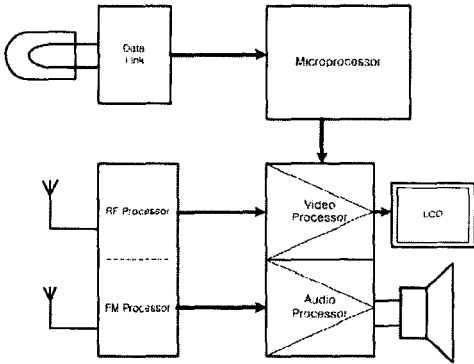 Data
Link
Microprocessor
RF Processor
Video
Processor
LCD
FM Processor
Audio
Processor